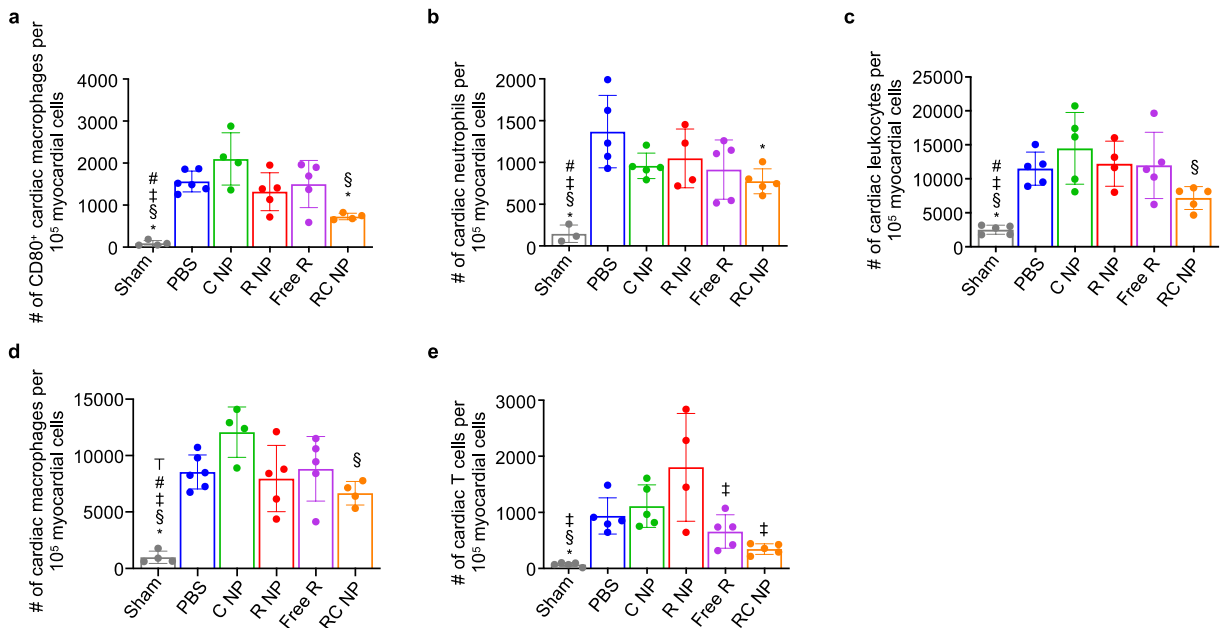 a
# of CD80⁺ cardiac macrophages per
10⁵ myocardial cells
4000
3000
2000
1000
0
#
‡
§
*
§
*
Sham
PBS
C NP
R NP
Free R
RC NP
b
# of cardiac neutrophils per
10⁵ myocardial cells
2000
1500
1000
500
0
#
‡
§
*
*
Sham
PBS
C NP
R NP
Free R
RC NP
c
# of cardiac leukocytes per
10⁵ myocardial cells
25000
20000
15000
10000
5000
0
#
‡
§
*
§
Sham
PBS
C NP
R NP
Free R
RC NP
d
# of cardiac macrophages per
10⁵ myocardial cells
15000
10000
5000
0
⊤
#
‡
§
*
§
Sham
PBS
C NP
R NP
Free R
RC NP
e
# of cardiac T cells per
10⁵ myocardial cells
3000
2000
1000
0
‡
§
*
‡
‡
Sham
PBS
C NP
R NP
Free R
RC NP